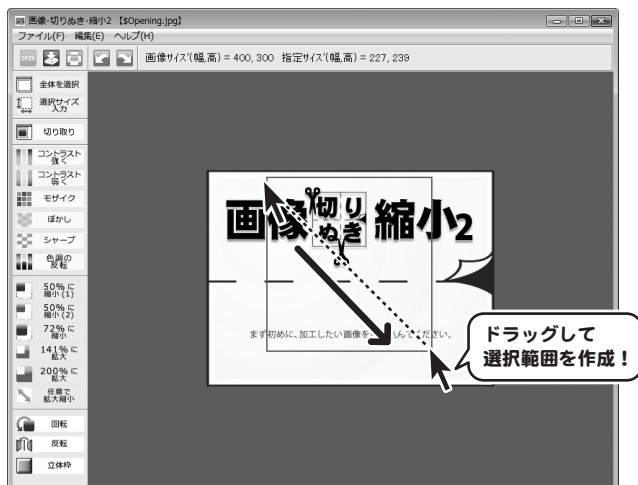 画像・切りぬき・縮小2 【$Opening.jpg】
ファイル(F) 編集(E) ヘルプ(H)
OPEN
画像サイズ(幅,高) = 400, 300 指定サイズ(幅,高) = 227, 239
全体を選択
選択サイズ
入力
切り取り
コントラスト
強く
コントラスト
弱く
モザイク
ぼかし
シャープ
色調の
反転
50% に
縮小 (1)
50% に
縮小 (2)
72% に
縮小
141% に
拡大
200% に
拡大
任意で
拡大縮小
回転
反転
立体枠
画像切りぬき縮小2
まず初めに、加工したい画像を
んでください。
ドラッグして
選択範囲を作成！